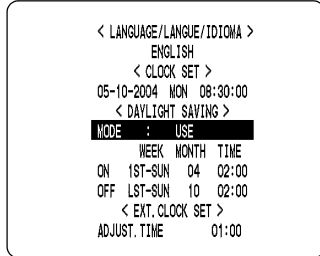 < LANGUAGE/LANGUE/IDIOMA >
ENGLISH
< CLOCK SET >
05-10-2004 MON 08:30:00
< DAYLIGHT SAVING >
MODE : USE
WEEK MONTH TIME
ON 1ST-SUN 04 02:00
OFF LST-SUN 10 02:00
< EXT.CLOCK SET >
ADJUST.TIME 01:00